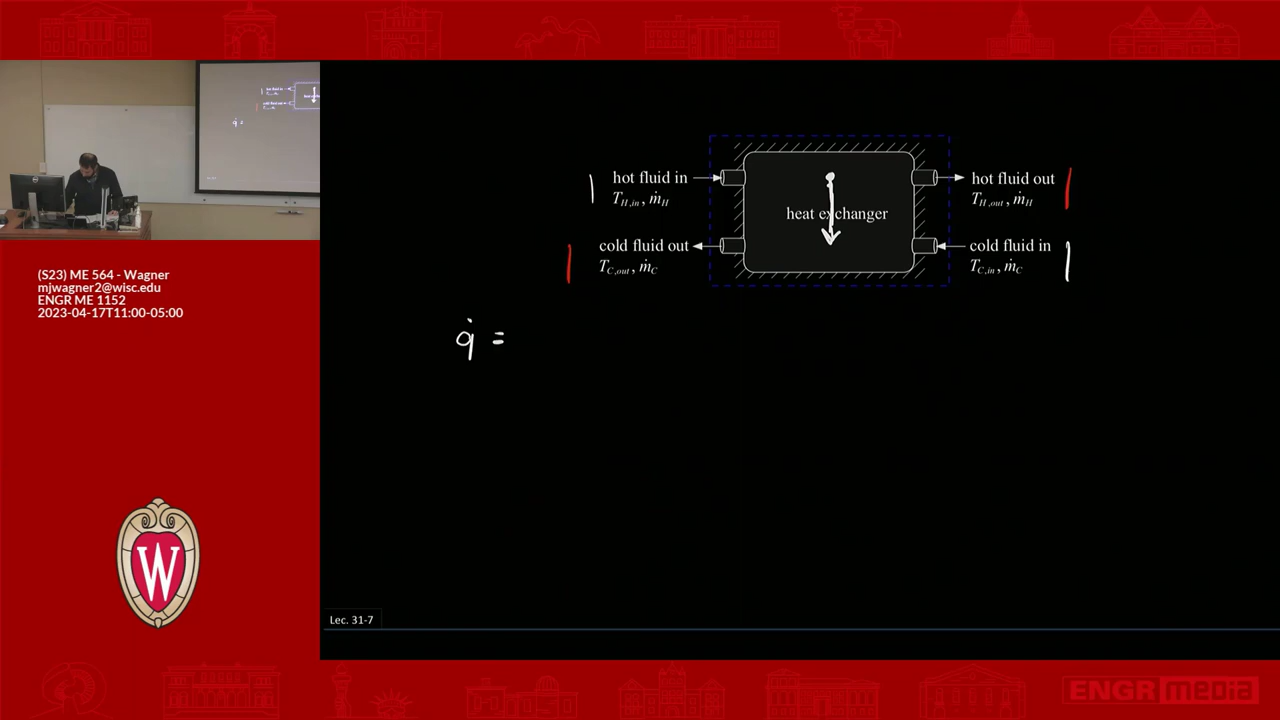 hot fluid in
T_H,in, ṁ_H
cold fluid out
T_C,out, ṁ_C
heat exchanger
hot fluid out
T_H,out, ṁ_H
cold fluid in
T_C,in, ṁ_C
q̇ =
(S23) ME 564 - Wagner
mjwagner2@wisc.edu
ENGR ME 1152
2023-04-17T11:00-05:00
W
Lec. 31-7
ENGR media